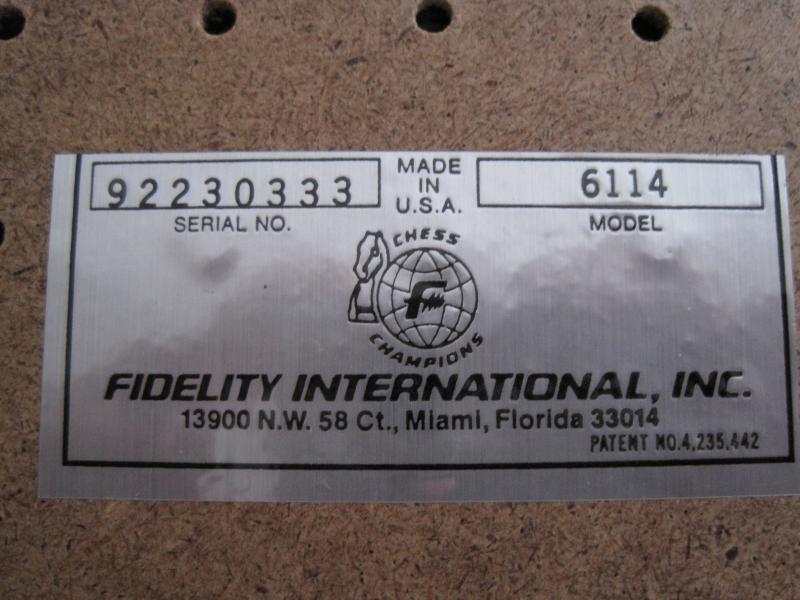 92230333
SERIAL NO.
MADE
IN
U.S.A.
6114
MODEL
CHESS
F
CHAMPIONS
FIDELITY INTERNATIONAL, INC.
13900 N.W. 58 Ct., Miami, Florida 33014
PATENT NO.4,235,442